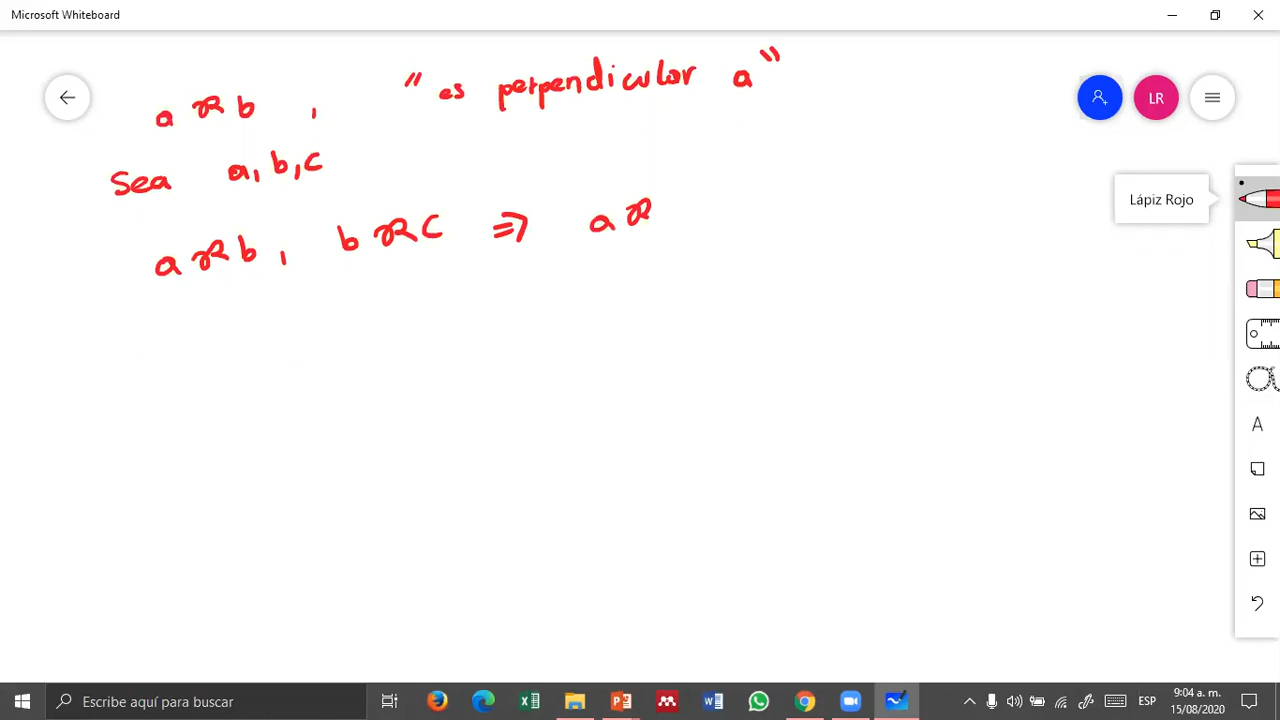 Microsoft Whiteboard
a R b , " es perpendicular a "
LR
Sea a, b, c
Lápiz Rojo
a R b , b R c ⇒ a R
A
Escribe aquí para buscar
ESP
9:04 a. m.
15/08/2020